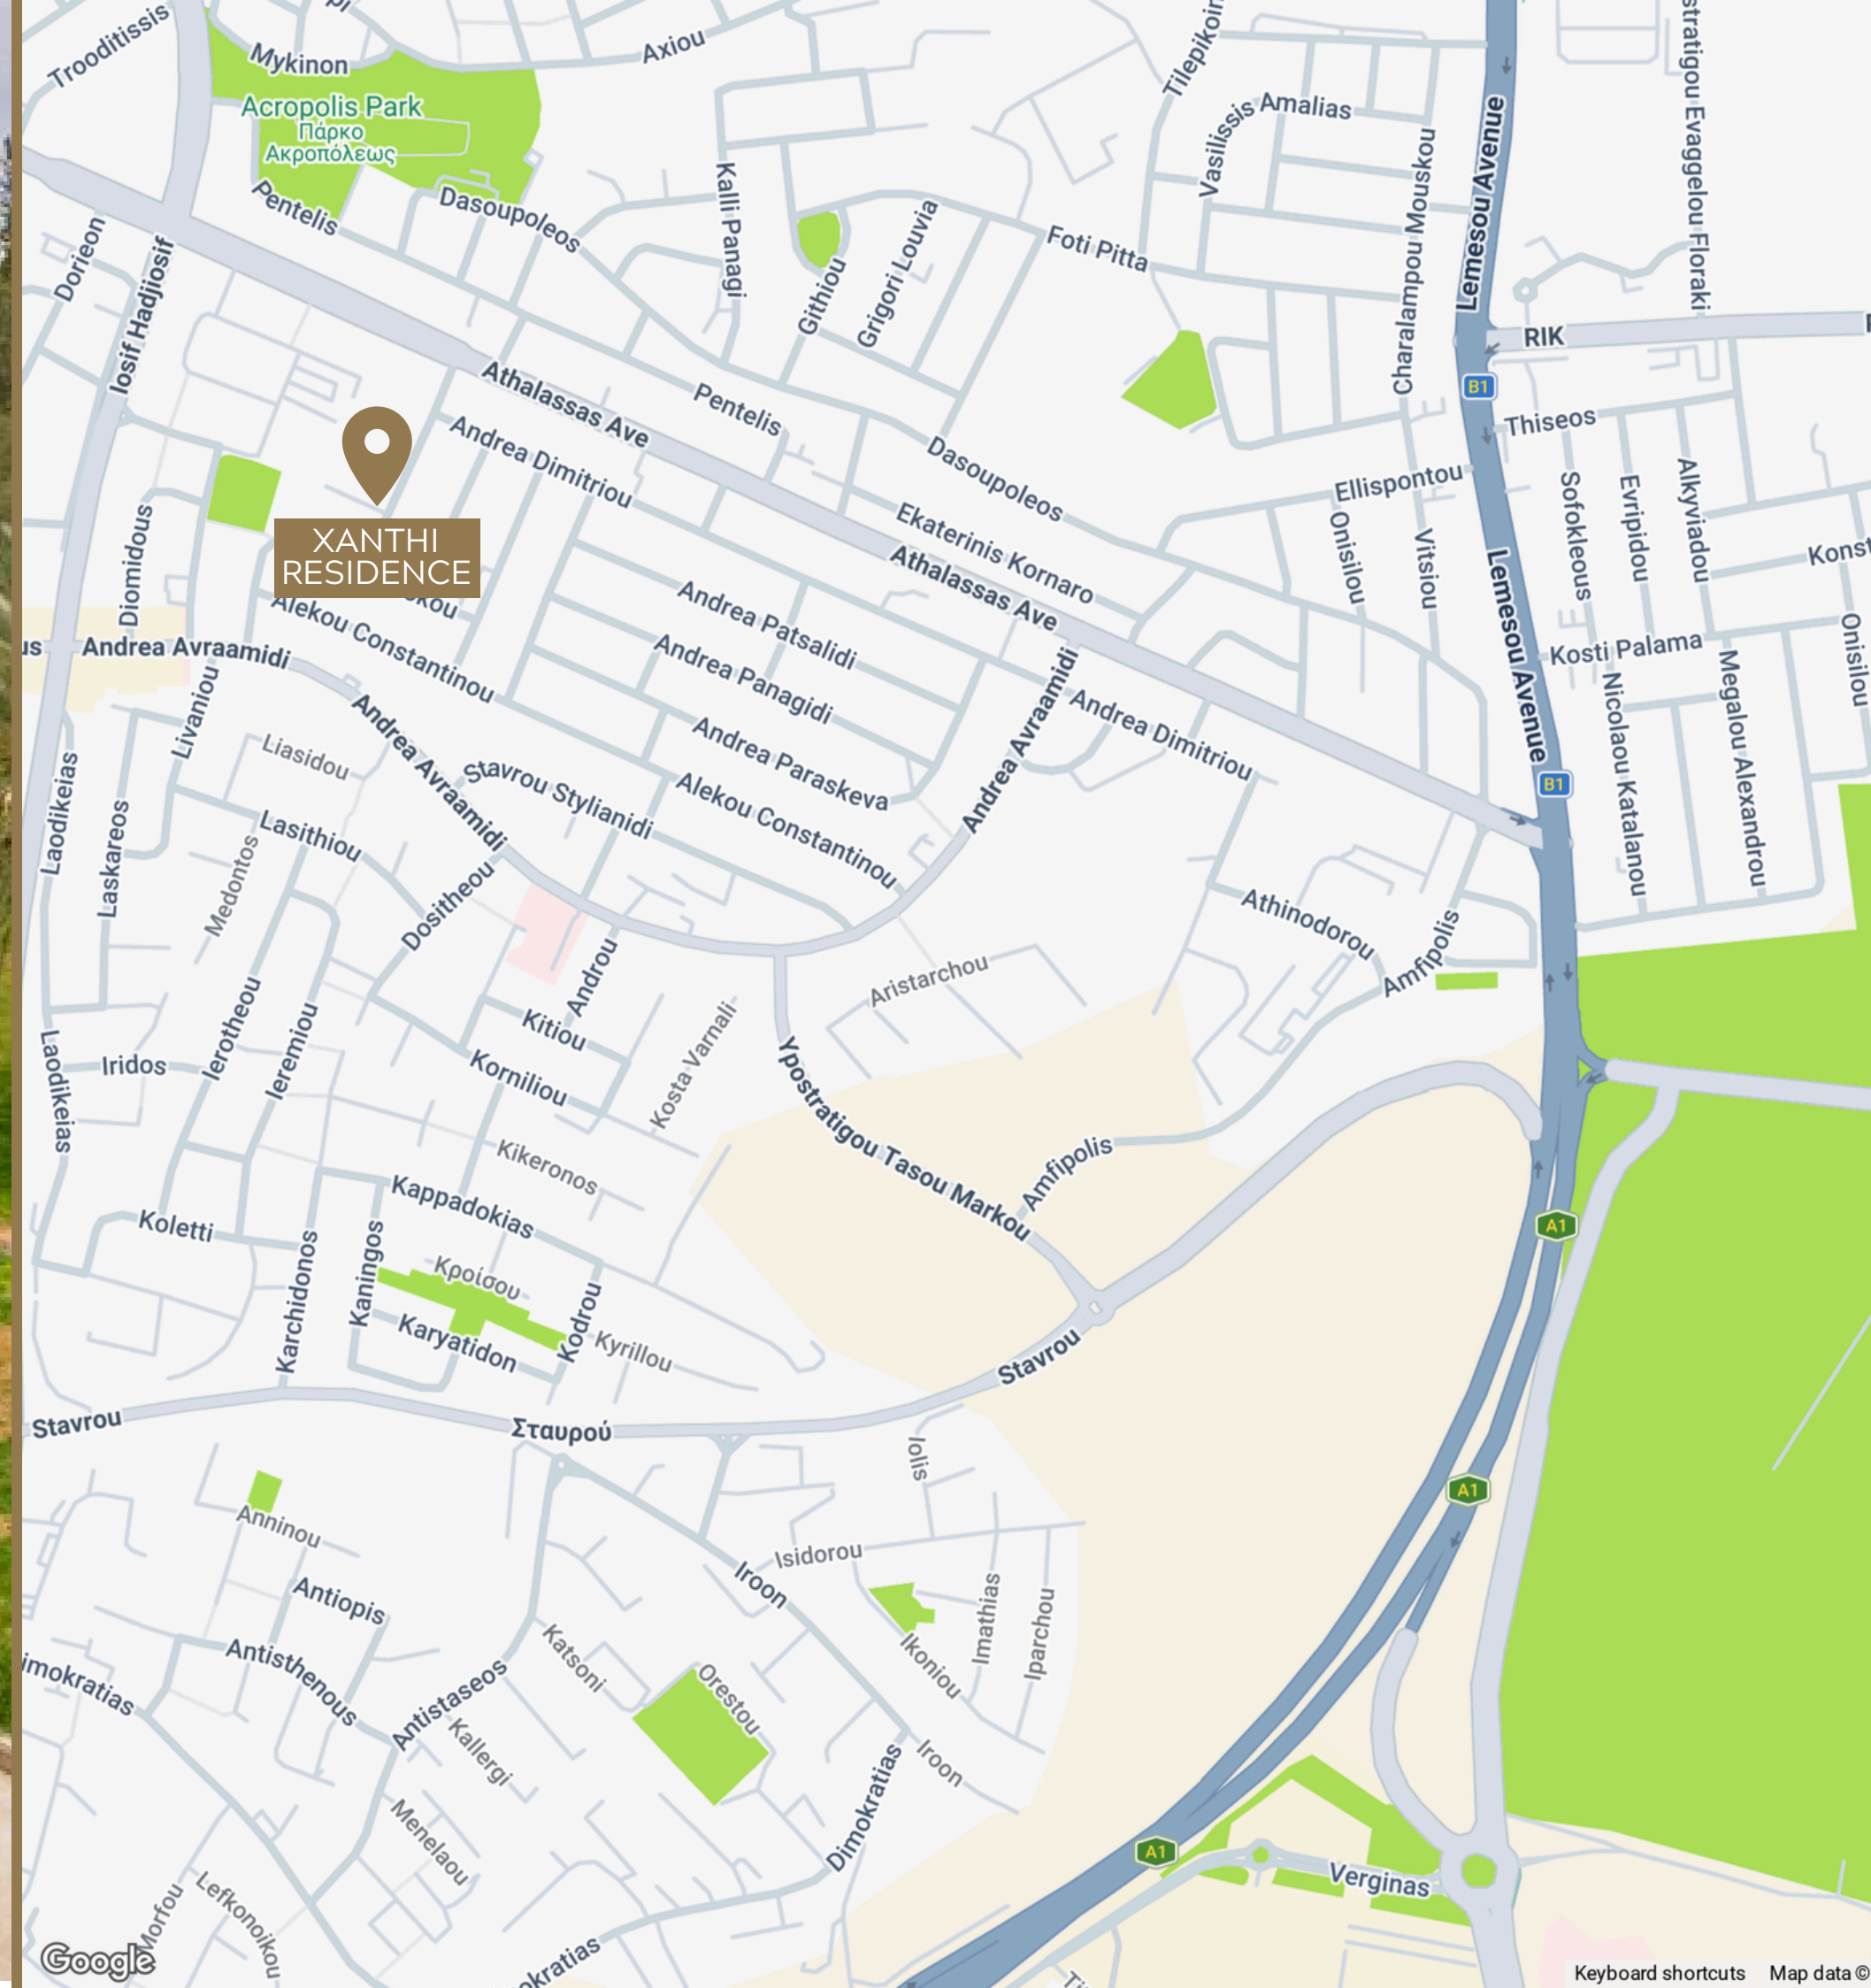 Trooditissis
Mykinon
Axiou
Acropolis Park
Πάρκο
Ακροπόλεως
Pentelis
Dasoupoleos
Kalli Panagi
Githiou
Grigori Louvia
Foti Pitta
Vasilissis Amalias
Charalampou Mouskou
Lemesou Avenue
stratigou Evaggelou Floraki
RIK
B1
Dorieon
Iosif Hadjiosif
Athalassas Ave
Pentelis
Andrea Dimitriou
Dasoupoleos
Thiseos
Ellispontou
Onisilou
Vitsiou
Sofokleous
Evripidou
Alkyviadou
XANTHI
RESIDENCE
Diomidous
Ekaterinis Kornaro
Athalassas Ave
Lemesou Avenue
Andrea Avraamidi
Alekou Constantinou
Andrea Patsalidi
Andrea Panagidi
Andrea Paraskeva
Andrea Avraamidi
Andrea Dimitriou
Kosti Palama
Nicolaou Katalanou
Megalou Alexandrou
Onisilou
B1
Livaniou
Liasidou
Andrea Avraamidi
Stavrou Stylianidi
Alekou Constantinou
Laodikeias
Laskareos
Lasithiou
Medontos
Dositheou
Athinodorou
Amfipolis
Androu
Aristarchou
Kitiou
Korniliou
Kosta Varnali
Ierotheou
Ieremiou
Iridos
Laodikeias
Ypostratigou Tasou Markou
Amfipolis
Kikeronos
Kappadokias
Koletti
Karchidonos
Kaningos
Κροίσου
Karyatidon
Kodrou
Kyrillou
A1
Stavrou
Stavrou
Σταυρού
Iolis
A1
Anninou
Isidorou
Iroon
Antiopis
Imathias
Iparchou
Ikoniou
Antisthenous
Katsoni
Orestou
Antistaseos
Kallergi
Iroon
Dimokratias
Menelaou
A1
Verginas
Morfou
Lefkonoikou
Google
Keyboard shortcuts Map data ©